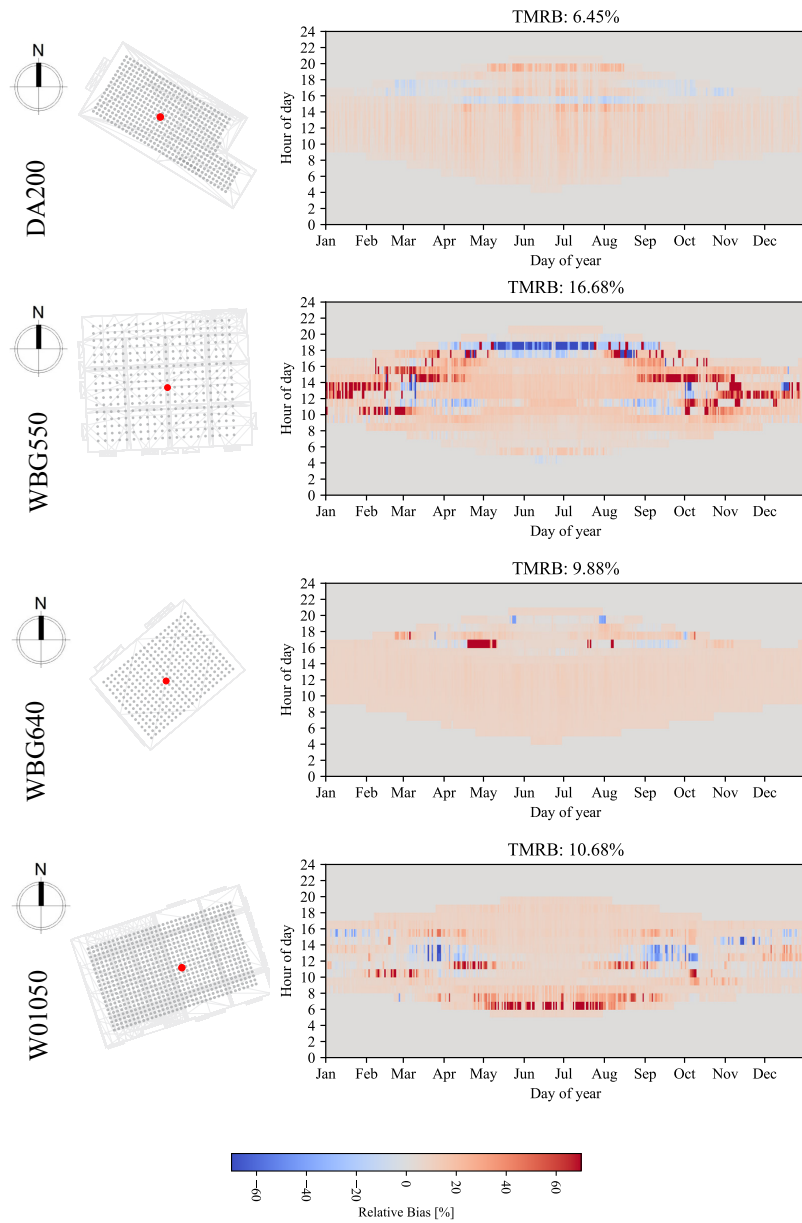 TMRB: 6.45%
N
DA200
Hour of day
24
22
20
18
16
14
12
10
8
6
4
2
0
Jan Feb Mar Apr May Jun Jul Aug Sep Oct Nov Dec
Day of year
TMRB: 16.68%
N
WBG550
Hour of day
24
22
20
18
16
14
12
10
8
6
4
2
0
Jan Feb Mar Apr May Jun Jul Aug Sep Oct Nov Dec
Day of year
TMRB: 9.88%
N
WBG640
Hour of day
24
22
20
18
16
14
12
10
8
6
4
2
0
Jan Feb Mar Apr May Jun Jul Aug Sep Oct Nov Dec
Day of year
TMRB: 10.68%
N
W01050
Hour of day
24
22
20
18
16
14
12
10
8
6
4
2
0
Jan Feb Mar Apr May Jun Jul Aug Sep Oct Nov Dec
Day of year
−60 −40 −20 0 20 40 60
Relative Bias [%]